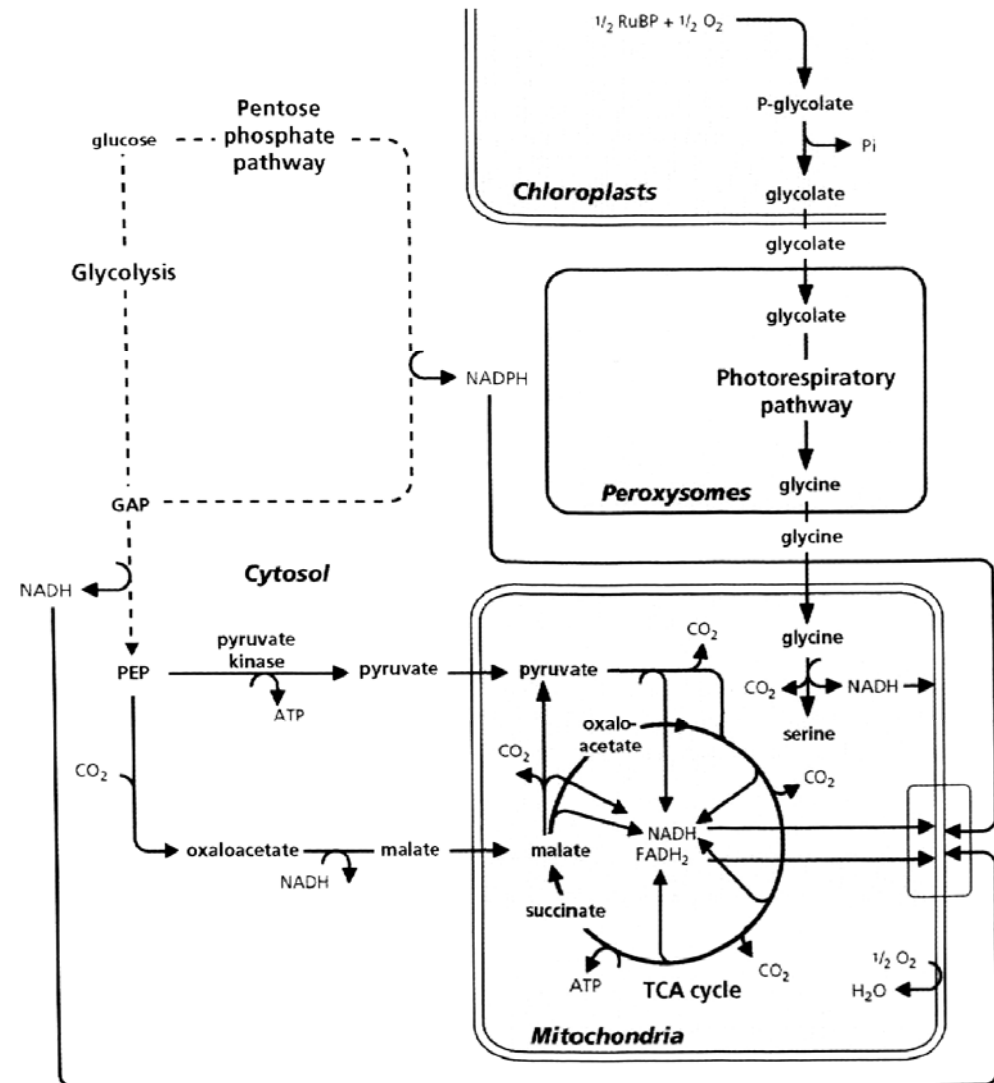 ½ RuBP + ½ O₂
P-glycolate
Pi
glycolate
Chloroplasts
glycolate
glycolate
Photorespiratory
pathway
glycine
Peroxysomes
glycine
Pentose
phosphate
pathway
glucose
Glycolysis
NADPH
GAP
Cytosol
NADH
PEP
pyruvate
kinase
ATP
pyruvate
pyruvate
CO₂
glycine
CO₂
NADH
serine
oxalo-
acetate
CO₂
CO₂
CO₂
NADH
FADH₂
oxaloacetate
NADH
malate
malate
succinate
ATP
CO₂
TCA cycle
½ O₂
H₂O
Mitochondria